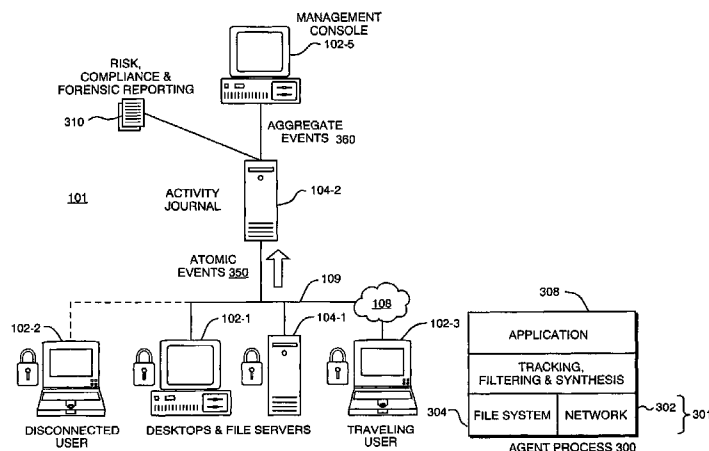 MANAGEMENT
CONSOLE
102-5
RISK,
COMPLIANCE &
FORENSIC REPORTING
310
AGGREGATE
EVENTS 360
101
ACTIVITY
JOURNAL
104-2
ATOMIC
EVENTS 350
109
108
308
102-2
102-1
104-1
102-3
APPLICATION
TRACKING,
FILTERING & SYNTHESIS
304
FILE SYSTEM
NETWORK
302
301
DISCONNECTED
USER
DESKTOPS & FILE SERVERS
TRAVELING
USER
AGENT PROCESS 300